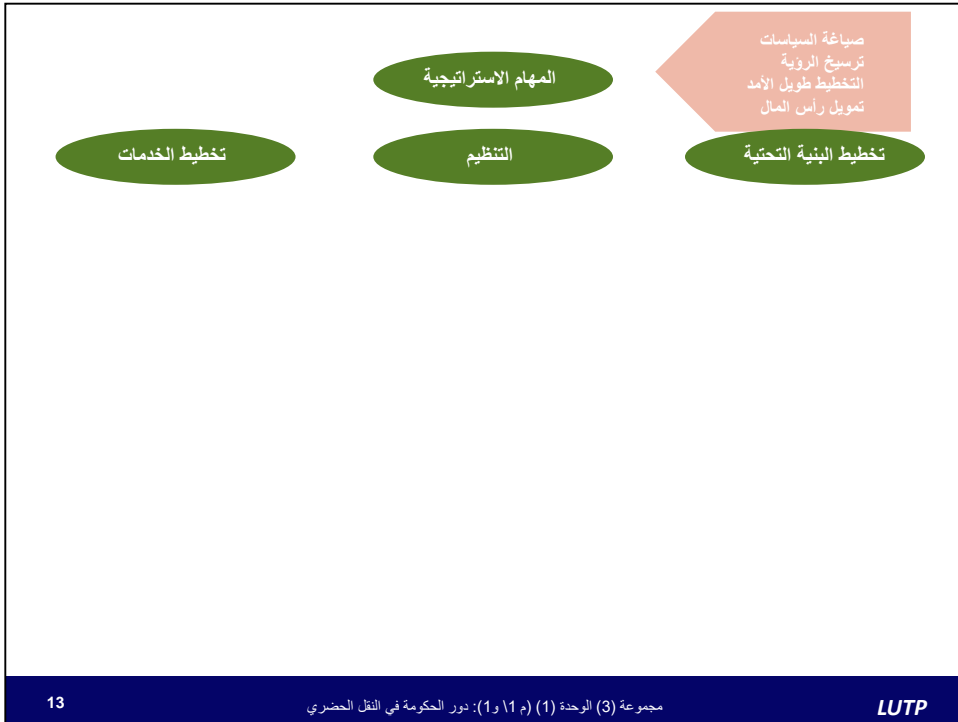 صياغة السياسات
ترسيخ الرؤية
التخطيط طويل الأمد
تمويل رأس المال
المهام الاستراتيجية
تخطيط البنية التحتية
التنظيم
تخطيط الخدمات
LUTP
مجموعة (3) الوحدة (1) (م 1\ و1): دور الحكومة في النقل الحضري
13